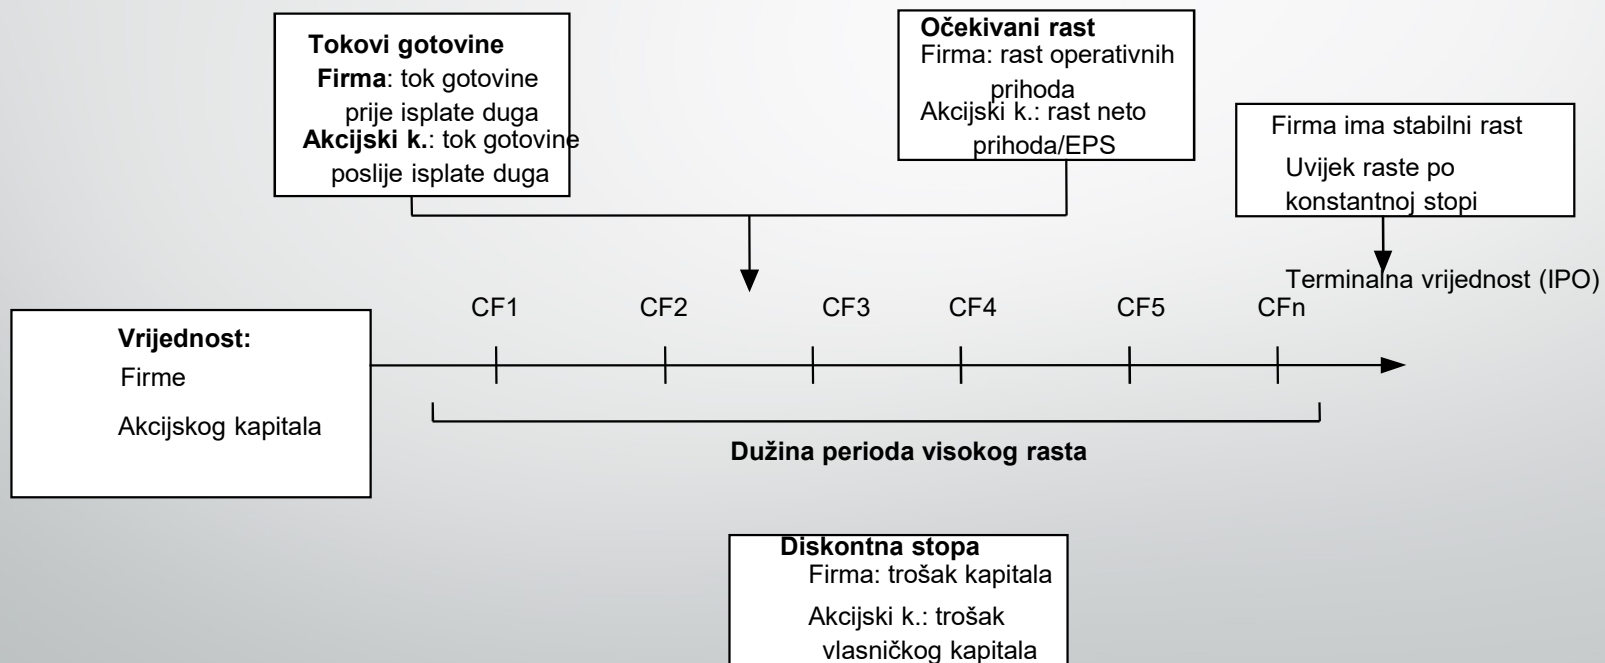 Tokovi gotovine
Firma: tok gotovine
prije isplate duga
Akcijski k.: tok gotovine
poslije isplate duga
Očekivani rast
Firma: rast operativnih
prihoda
Akcijski k.: rast neto
prihoda/EPS
Firma ima stabilni rast
Uvijek raste po
konstantnoj stopi
Terminalna vrijednost (IPO)
CF1 CF2 CF3 CF4 CF5 CFn
Vrijednost:
Firme
Akcijskog kapitala
Dužina perioda visokog rasta
Diskontna stopa
Firma: trošak kapitala
Akcijski k.: trošak
vlasničkog kapitala